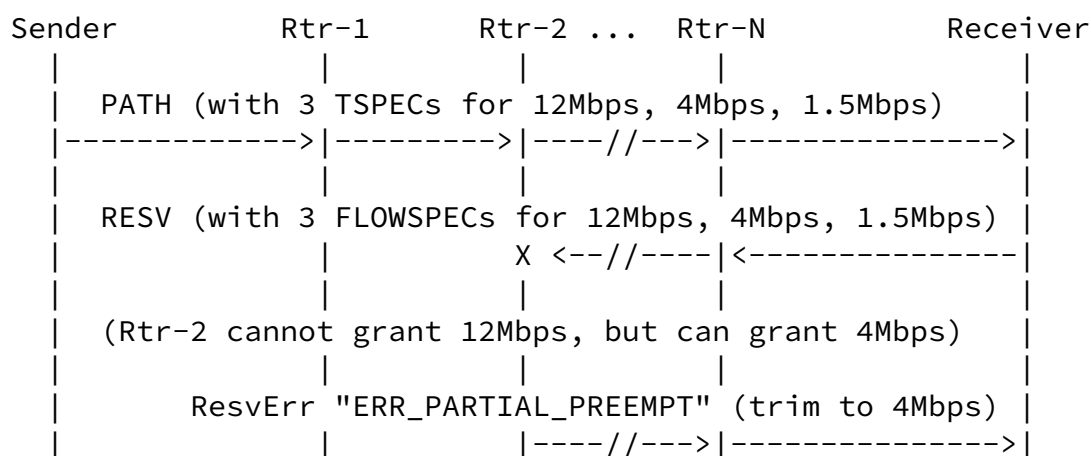 Sender Rtr-1 Rtr-2 ... Rtr-N Receiver
PATH (with 3 TSPECs for 12Mbps, 4Mbps, 1.5Mbps)
RESV (with 3 FLOWSPECs for 12Mbps, 4Mbps, 1.5Mbps)
X <--//----|<---------------|
(Rtr-2 cannot grant 12Mbps, but can grant 4Mbps)
ResvErr "ERR_PARTIAL_PREEMPT" (trim to 4Mbps)